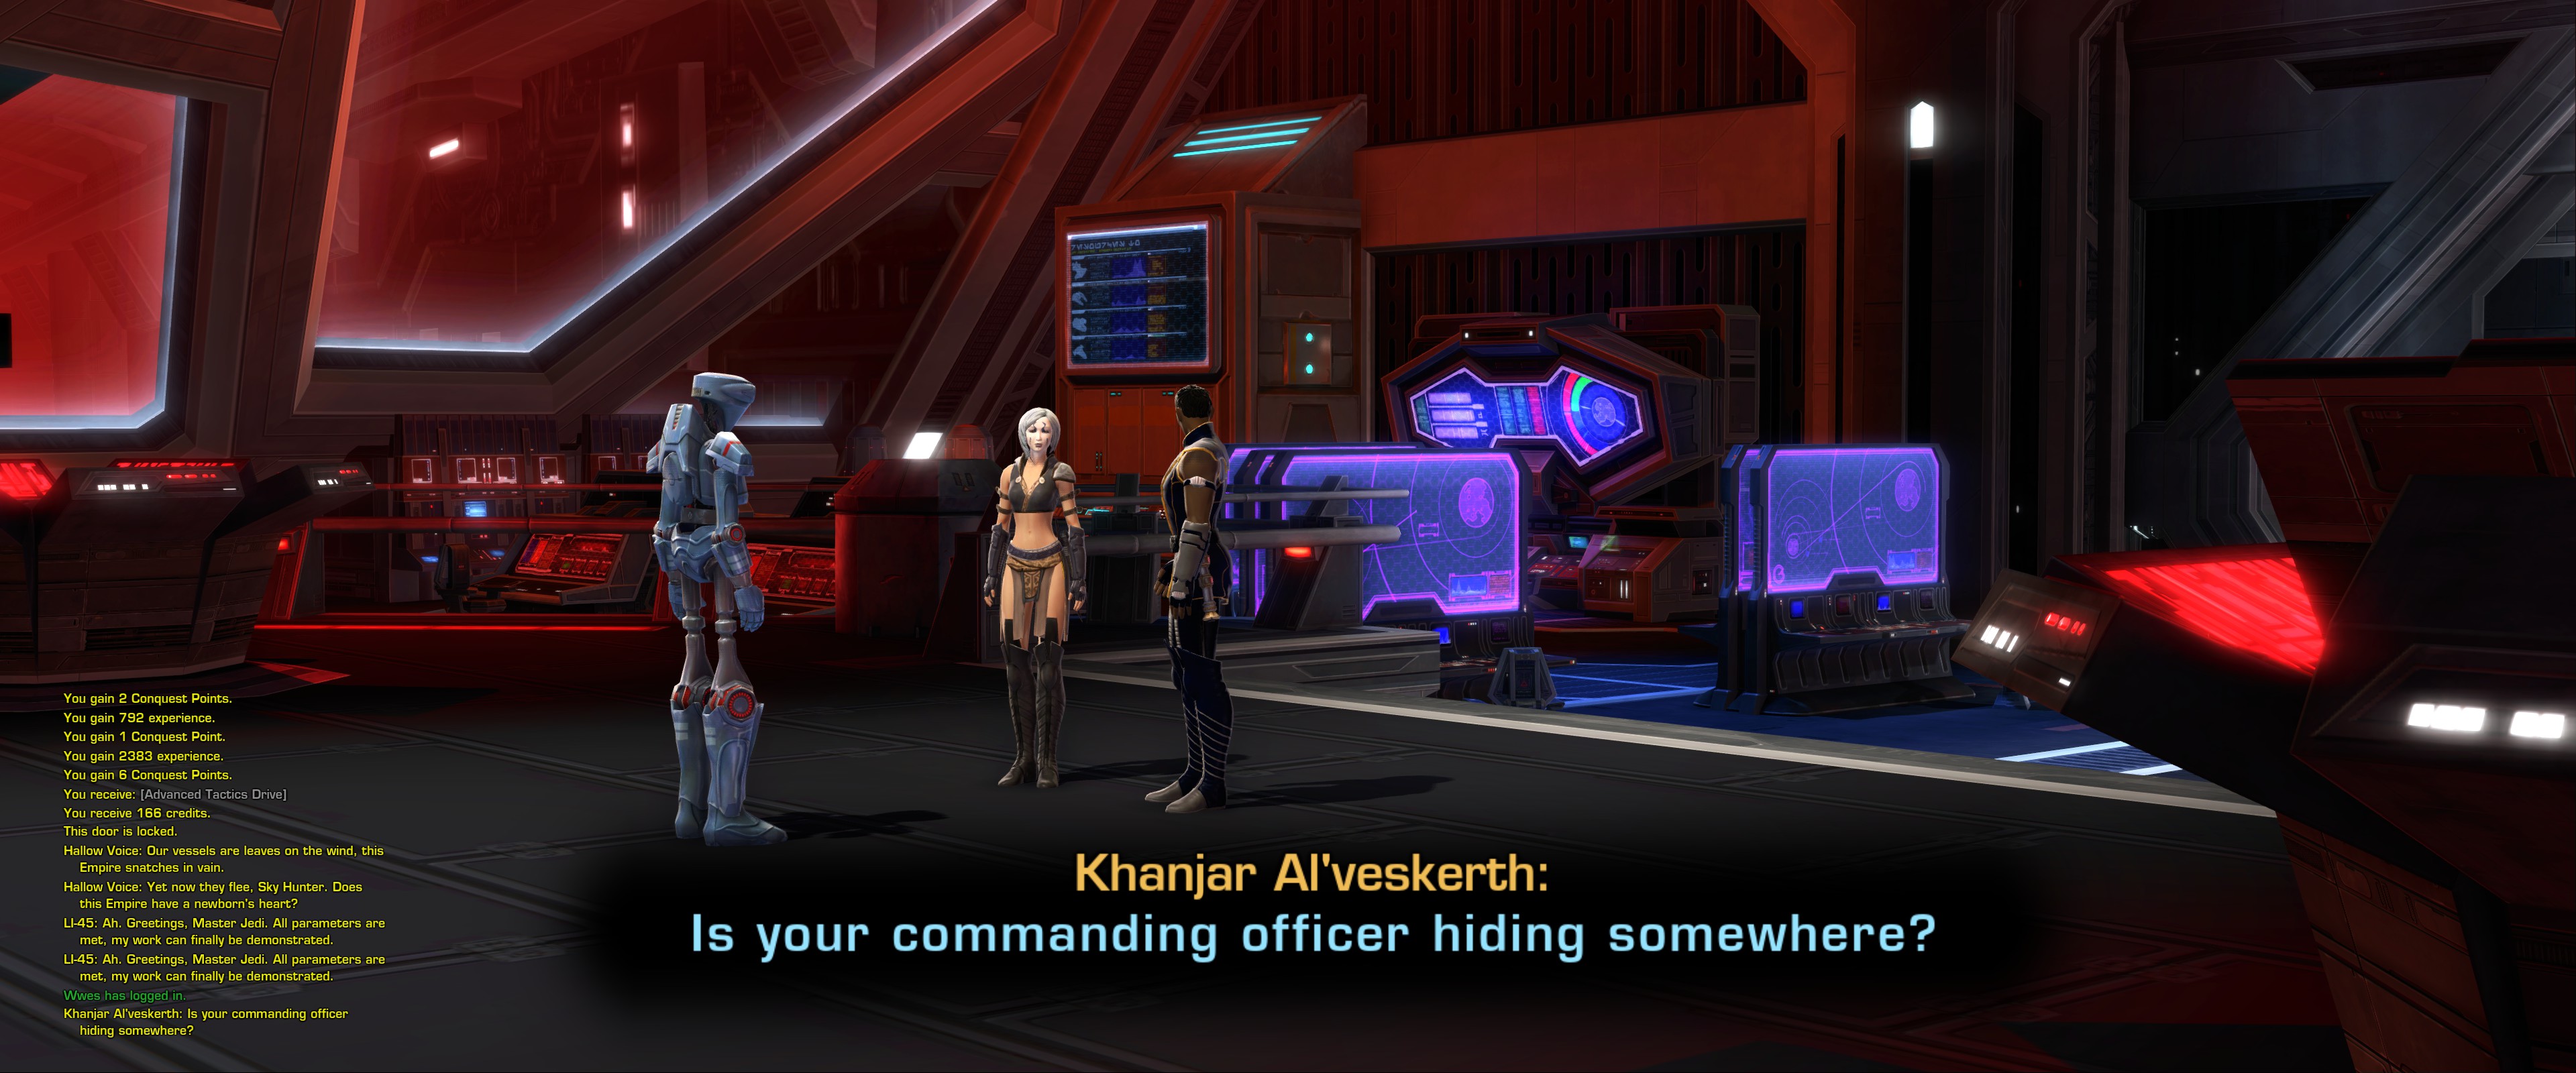 You gain 2 Conquest Points.
You gain 792 experience.
You gain 1 Conquest Point.
You gain 2383 experience.
You gain 6 Conquest Points.
You receive: [Advanced Tactics Drive]
You receive 166 credits.
This door is locked.
Hallow Voice: Our vessels are leaves on the wind, this
Empire snatches in vain.
Hallow Voice: Yet now they flee, Sky Hunter. Does
this Empire have a newborn's heart?
LI-45: Ah. Greetings, Master Jedi. All parameters are
met, my work can finally be demonstrated.
LI-45: Ah. Greetings, Master Jedi. All parameters are
met, my work can finally be demonstrated.
Wwes has logged in.
Khanjar Al'veskerth: Is your commanding officer
hiding somewhere?
Khanjar Al'veskerth:
Is your commanding officer hiding somewhere?